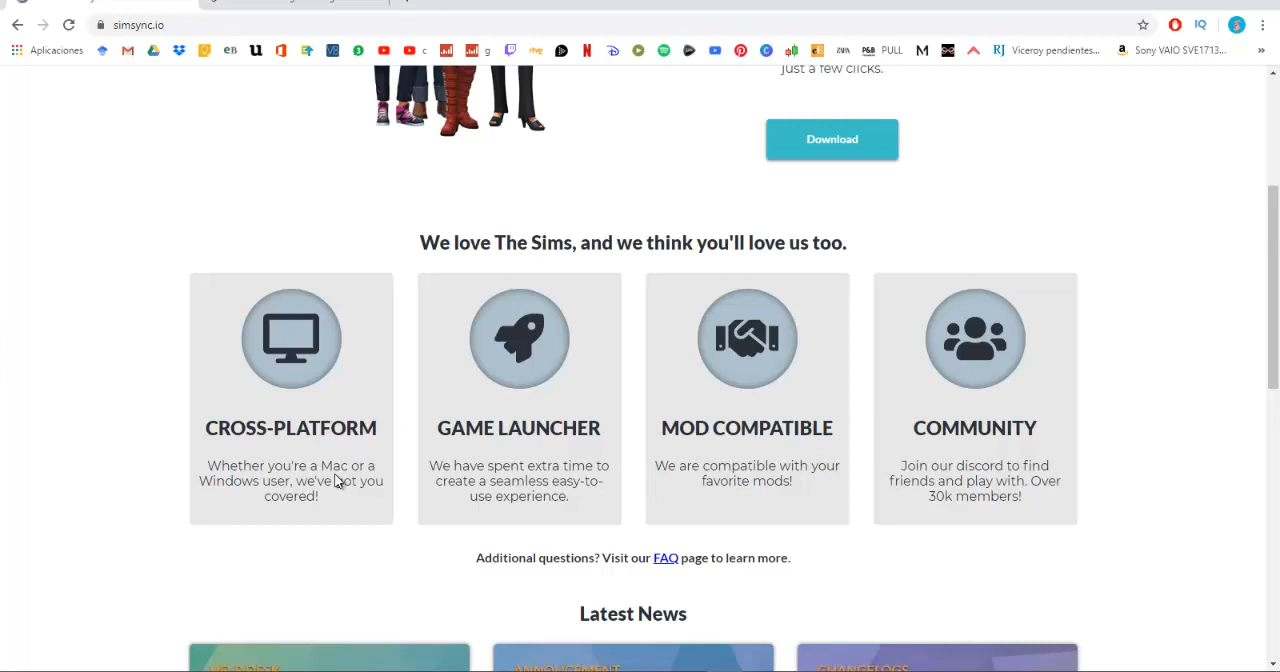 simsync.io
Aplicaciones
c
g
PULL
Viceroy pendientes...
Sony VAIO SVE1713...
just a few clicks.
Download
We love The Sims, and we think you'll love us too.
CROSS-PLATFORM
Whether you're a Mac or a
Windows user, we've got you
covered!
GAME LAUNCHER
We have spent extra time to
create a seamless easy-to-
use experience.
MOD COMPATIBLE
We are compatible with your
favorite mods!
COMMUNITY
Join our discord to find
friends and play with. Over
30k members!
Additional questions? Visit our FAQ page to learn more.
Latest News
HELPDESK
ANNOUCEMENT
CHANGELOGS